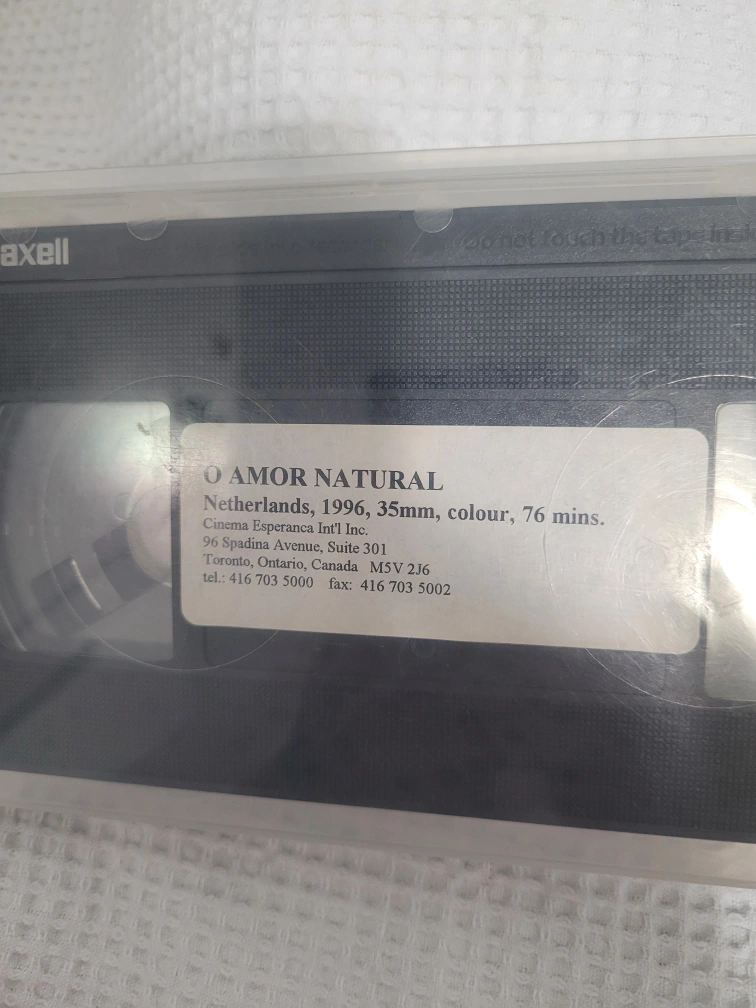 axell
do not touch the tape insi
O AMOR NATURAL
Netherlands, 1996, 35mm, colour, 76 mins.
Cinema Esperanca Int'l Inc.
96 Spadina Avenue, Suite 301
Toronto, Ontario, Canada M5V 2J6
tel.: 416 703 5000 fax: 416 703 5002